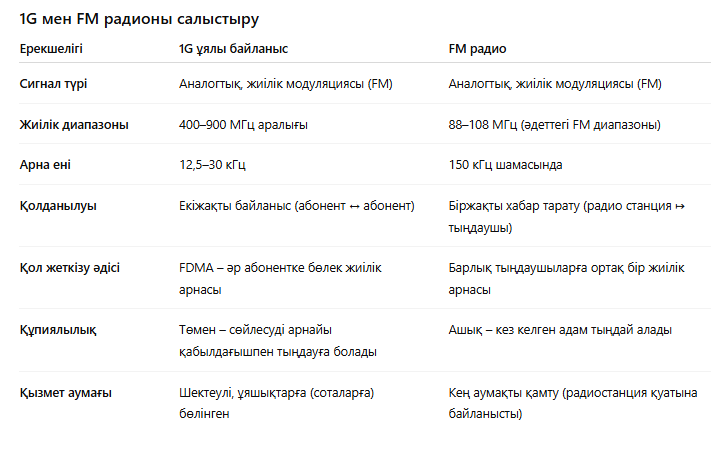 1G мен FM радионы салыстыру
Ерекшелігі 1G ұялы байланыс FM радио
Сигнал түрі Аналогтық, жиілік модуляциясы (FM) Аналогтық, жиілік модуляциясы (FM)
Жиілік диапазоны 400–900 МГц аралығы 88–108 МГц (әдеттегі FM диапазоны)
Арна ені 12,5–30 кГц 150 кГц шамасында
Қолданылуы Екіжақты байланыс (абонент ↔ абонент) Біржақты хабар тарату (радио станция ↦
тыңдаушы)
Қол жеткізу әдісі FDMA – әр абонентке бөлек жиілік Барлық тыңдаушыларға ортақ бір жиілік
арнасы арнасы
Құпиялылық Төмен – сөйлесуді арнайы Ашық – кез келген адам тыңдай алады
қабылдағышпен тыңдауға болады
Қызмет аумағы Шектеулі, ұяшықтарға (соталарға) Кең аумақты қамту (радиостанция қуатына
бөлінген байланысты)